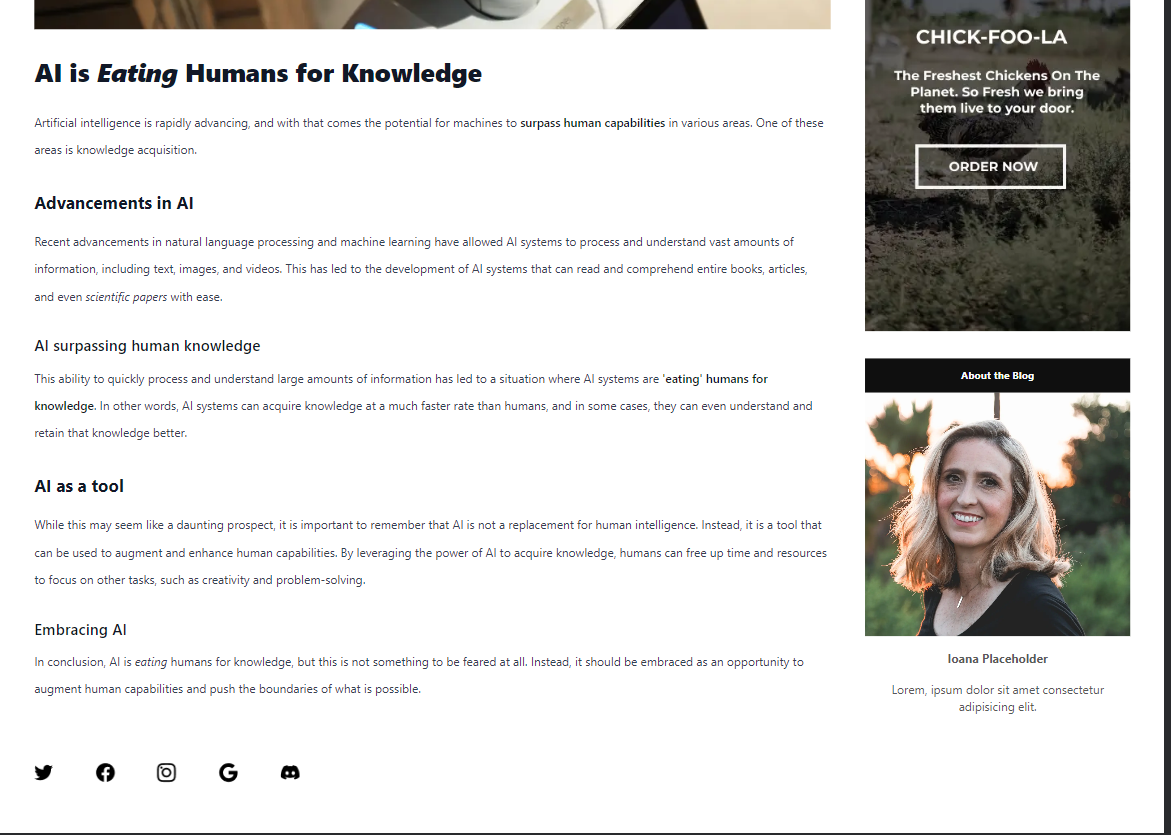 AI is Eating Humans for Knowledge
Artificial intelligence is rapidly advancing, and with that comes the potential for machines to surpass human capabilities in various areas. One of these
areas is knowledge acquisition.
Advancements in AI
Recent advancements in natural language processing and machine learning have allowed AI systems to process and understand vast amounts of
information, including text, images, and videos. This has led to the development of AI systems that can read and comprehend entire books, articles,
and even scientific papers with ease.
AI surpassing human knowledge
This ability to quickly process and understand large amounts of information has led to a situation where AI systems are 'eating' humans for
knowledge. In other words, AI systems can acquire knowledge at a much faster rate than humans, and in some cases, they can even understand and
retain that knowledge better.
AI as a tool
While this may seem like a daunting prospect, it is important to remember that AI is not a replacement for human intelligence. Instead, it is a tool that
can be used to augment and enhance human capabilities. By leveraging the power of AI to acquire knowledge, humans can free up time and resources
to focus on other tasks, such as creativity and problem-solving.
Embracing AI
In conclusion, AI is eating humans for knowledge, but this is not something to be feared at all. Instead, it should be embraced as an opportunity to
augment human capabilities and push the boundaries of what is possible.
CHICK-FOO-LA
The Freshest Chickens On The
Planet. So Fresh we bring
them live to your door.
ORDER NOW
About the Blog
Ioana Placeholder
Lorem, ipsum dolor sit amet consectetur
adipisicing elit.